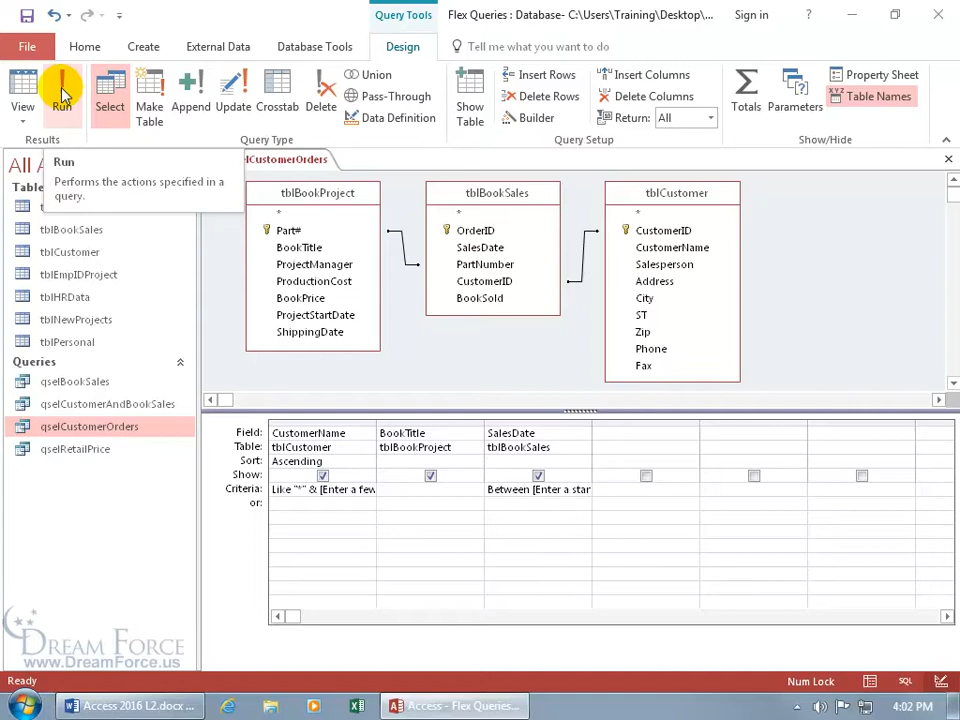 Query Tools
Flex Queries : Database- C:\Users\Training\Desktop\...
Sign in
?
File
Home
Create
External Data
Database Tools
Design
Tell me what you want to do
View
Run
Select
Make Table
Append
Update
Crosstab
Delete
Union
Pass-Through
Data Definition
Show Table
Insert Rows
Delete Rows
Builder
Insert Columns
Delete Columns
Return: All
Totals
Parameters
Property Sheet
Table Names
Results
Query Type
Query Setup
Show/Hide
Run
Performs the actions specified in a
query.
All
Table
tblBookSales
tblCustomer
tblEmpIDProject
tblHRData
tblNewProjects
tblPersonal
Queries
qselBookSales
qselCustomerAndBookSales
qselCustomerOrders
qselRetailPrice
elCustomerOrders
tblBookProject
*
Part#
BookTitle
ProjectManager
ProductionCost
BookPrice
ProjectStartDate
ShippingDate
tblBookSales
*
OrderID
SalesDate
PartNumber
CustomerID
BookSold
tblCustomer
*
CustomerID
CustomerName
Salesperson
Address
City
ST
Zip
Phone
Fax
Field: CustomerName BookTitle SalesDate
Table: tblCustomer tblBookProject tblBookSales
Sort: Ascending
Show:
Criteria: Like "*" & [Enter a few Between [Enter a star
or:
DREAM FORCE
www.DreamForce.us
Ready
Num Lock
SQL
Access 2016 L2.docx ...
Access - Flex Queries...
4:02 PM